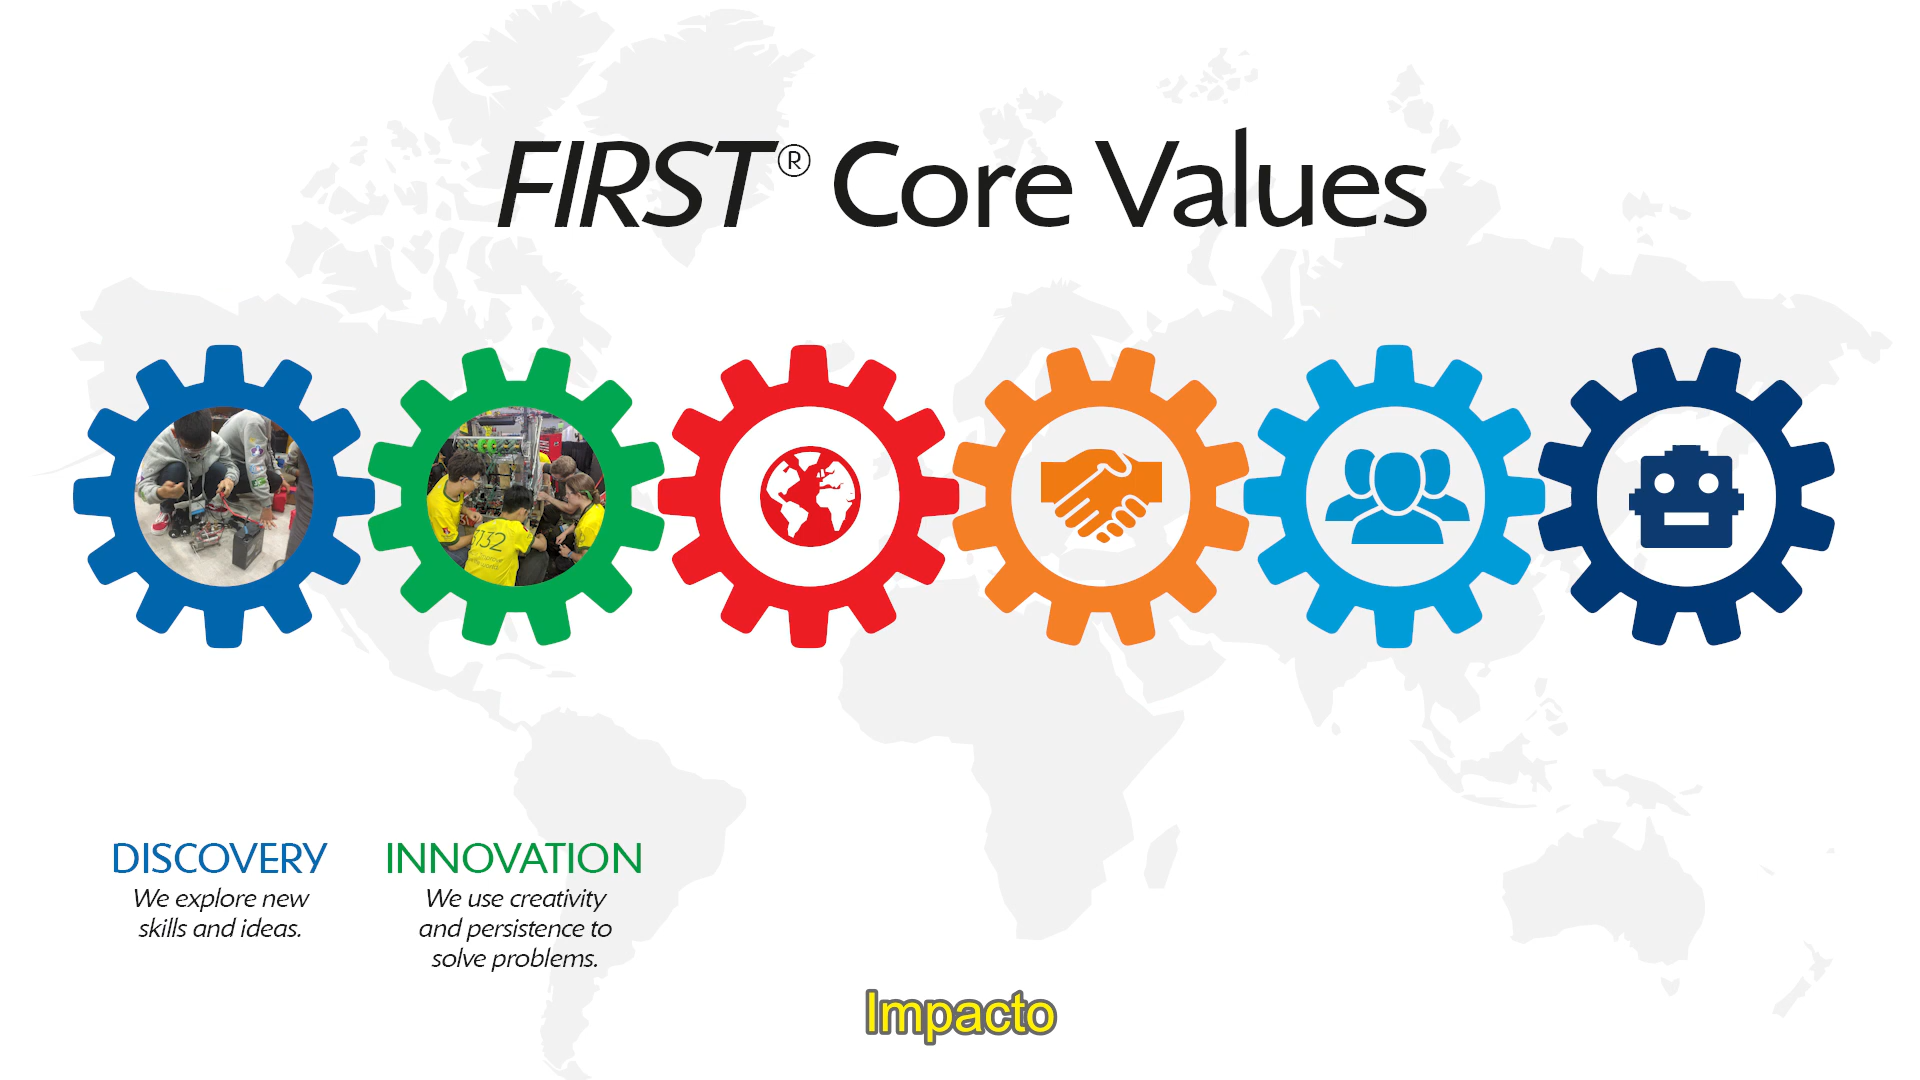 FIRST® Core Values
1732
DISCOVERY
We explore new
skills and ideas.
INNOVATION
We use creativity
and persistence to
solve problems.
Impacto